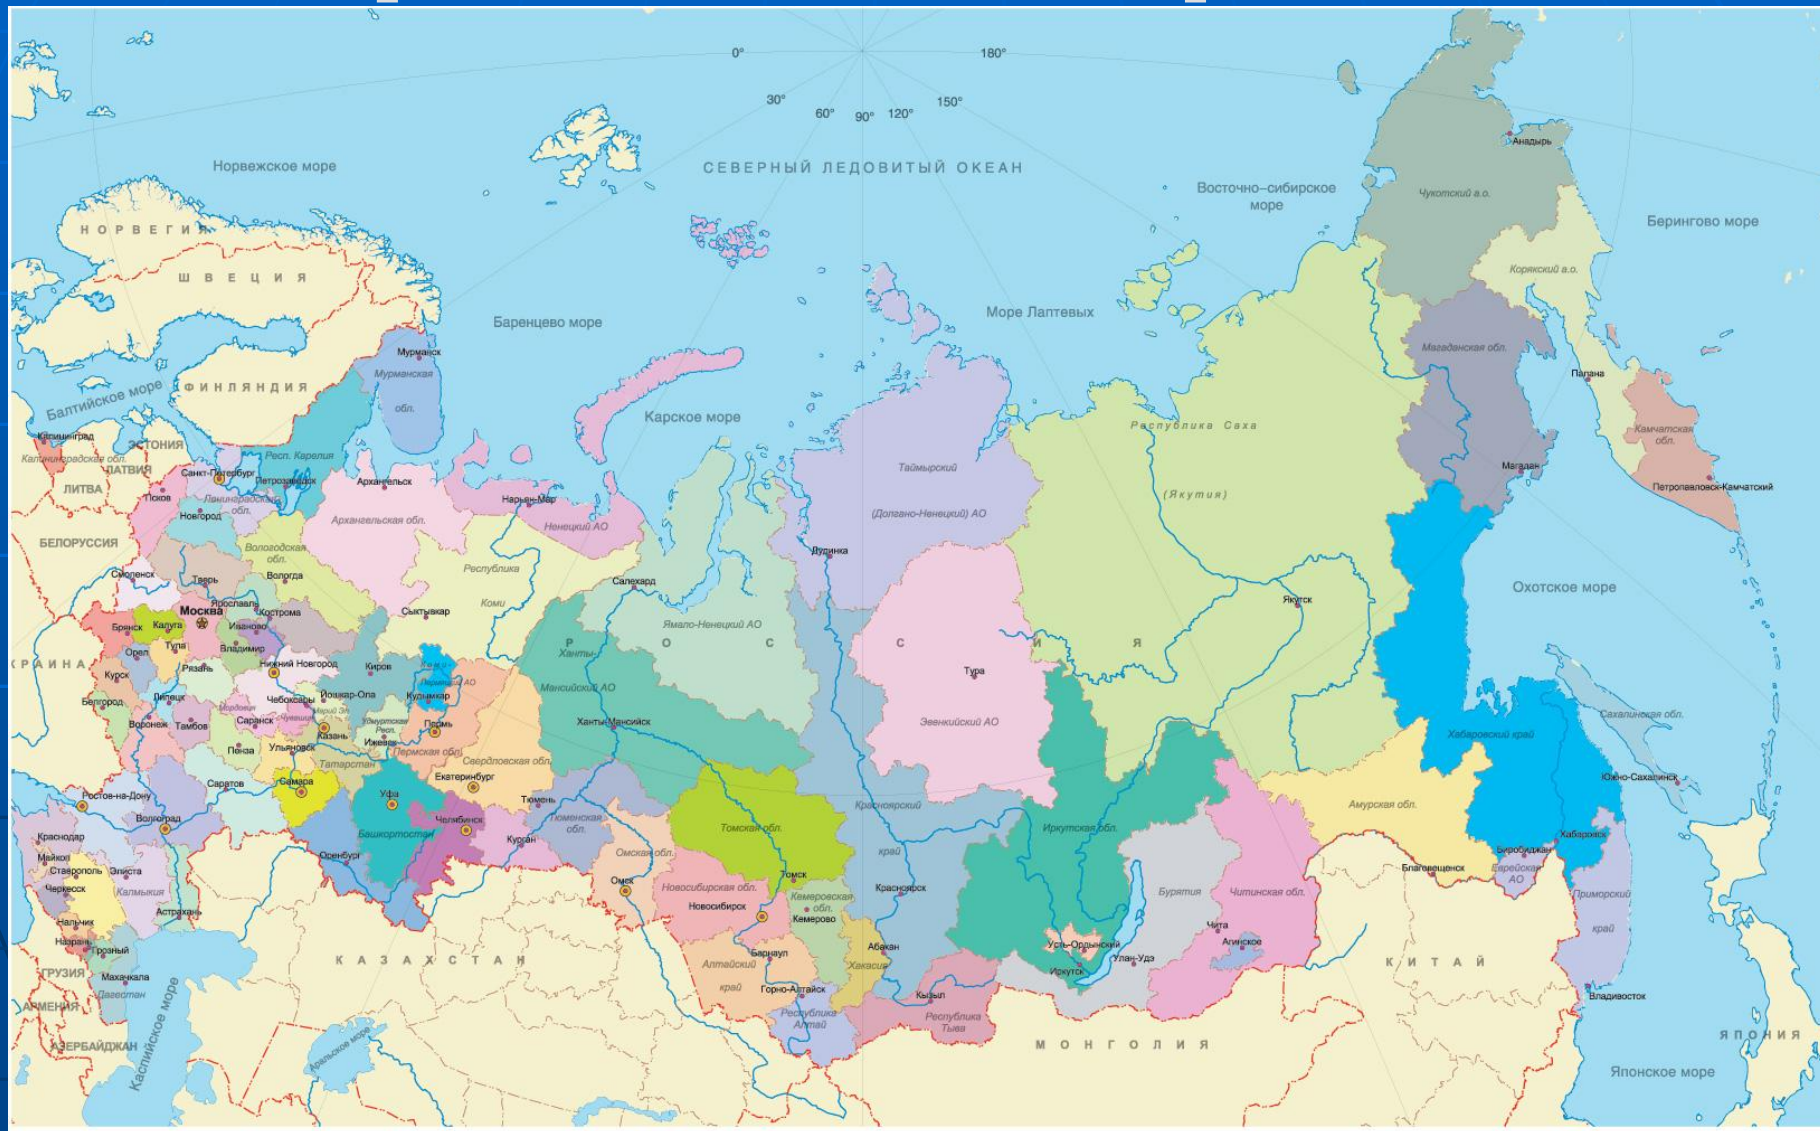 0°
180°
30°
150°
60°
90°
120°
СЕВЕРНЫЙ ЛЕДОВИТЫЙ ОКЕАН
Норвежское море
Восточно–сибирское
море
Берингово море
Анадырь
Чукотский а.о.
Корякский а.о.
НОРВЕГИЯ
ШВЕЦИЯ
ФИНЛЯНДИЯ
Баренцево море
Море Лаптевых
Карское море
Балтийское море
Мурманск
Мурманская
обл.
Магаданская обл.
Палана
Камчатская
обл.
Магадан
Петропавловск-Камчатский
Республика Саха
(Якутия)
Якутск
Таймырский
(Долгано-Ненецкий) АО
Дудинка
Калининград
Калининградская обл.
ЭСТОНИЯ
ЛАТВИЯ
ЛИТВА
БЕЛОРУССИЯ
Санкт-Петербург
Ленинградская
обл.
Респ. Карелия
Петрозаводск
Псков
Новгород
Архангельск
Архангельская обл.
Нарьян-Мар
Ненецкий АО
Вологодская
обл.
Вологда
Республика
Коми
Сыктывкар
Салехард
Ямало-Ненецкий АО
РОССИЯ
Ханты-
Мансийский АО
Ханты-Мансийск
Тура
Эвенкийский АО
Охотское море
Смоленск
Тверь
Ярославль
Кострома
Москва
Брянск
Калуга
Иваново
Тула
Владимир
Орел
Рязань
Нижний Новгород
Киров
Коми-
Пермяцкий АО
Кудымкар
КРАИНА
Курск
Белгород
Липецк
Воронеж
Тамбов
Мордовия
Саранск
Чебоксары
Чувашия
Йошкар-Ола
Марий Эл
Казань
Удмуртская
Респ.
Ижевск
Пермь
Пермская обл.
Пенза
Ульяновск
Татарстан
Свердловская обл.
Екатеринбург
Саратов
Самара
Уфа
Башкортостан
Челябинск
Тюмень
Тюменская
обл.
Курган
Оренбург
Ростов-на-Дону
Волгоград
Краснодар
Майкоп
Ставрополь
Элиста
Черкесск
Калмыкия
Астрахань
Нальчик
Назрань
Грозный
Махачкала
Дагестан
ГРУЗИЯ
АРМЕНИЯ
АЗЕРБАЙДЖАН
Каспийское море
Аральское море
КАЗАХСТАН
Омская обл.
Омск
Томская обл.
Томск
Новосибирская обл.
Новосибирск
Кемеровская
обл.
Кемерово
Барнаул
Алтайский
край
Горно-Алтайск
Республика
Алтай
Красноярский
край
Красноярск
Абакан
Хакасия
Кызыл
Республика
Тыва
Иркутская обл.
Усть-Ордынский
Иркутск
Бурятия
Улан-Удэ
Читинская обл.
Чита
Агинское
Амурская обл.
Благовещенск
Хабаровский край
Хабаровск
Биробиджан
Еврейская
АО
Сахалинская обл.
Южно-Сахалинск
Приморский
край
Владивосток
КИТАЙ
МОНГОЛИЯ
ЯПОНИЯ
Японское море